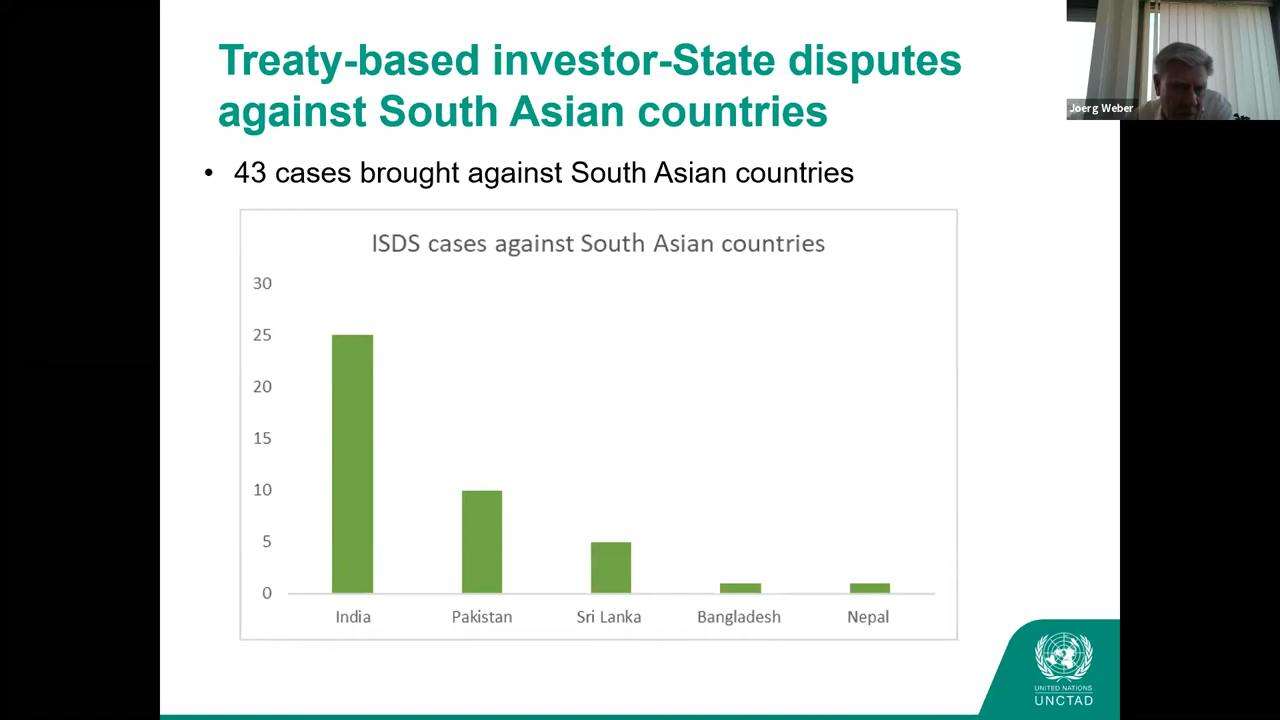 Treaty-based investor-State disputes
against South Asian countries
• 43 cases brought against South Asian countries
ISDS cases against South Asian countries
30
25
20
15
10
5
0
India Pakistan Sri Lanka Bangladesh Nepal
Joerg Weber
UNITED NATIONS
UNCTAD